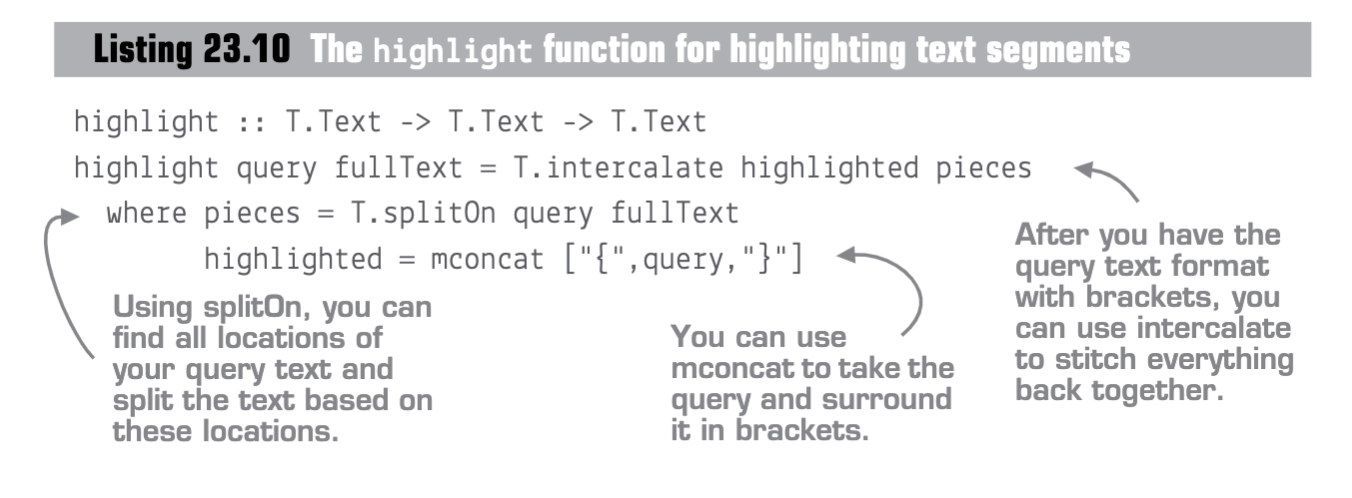 Listing 23.10 The highlight function for highlighting text segments
highlight :: T.Text -> T.Text -> T.Text
highlight query fullText = T.intercalate highlighted pieces
where pieces = T.splitOn query fullText
highlighted = mconcat ["{",query,"}"]
Using splitOn, you can
find all locations of
your query text and
split the text based on
these locations.
You can use
mconcat to take the
query and surround
it in brackets.
After you have the
query text format
with brackets, you
can use intercalate
to stitch everything
back together.